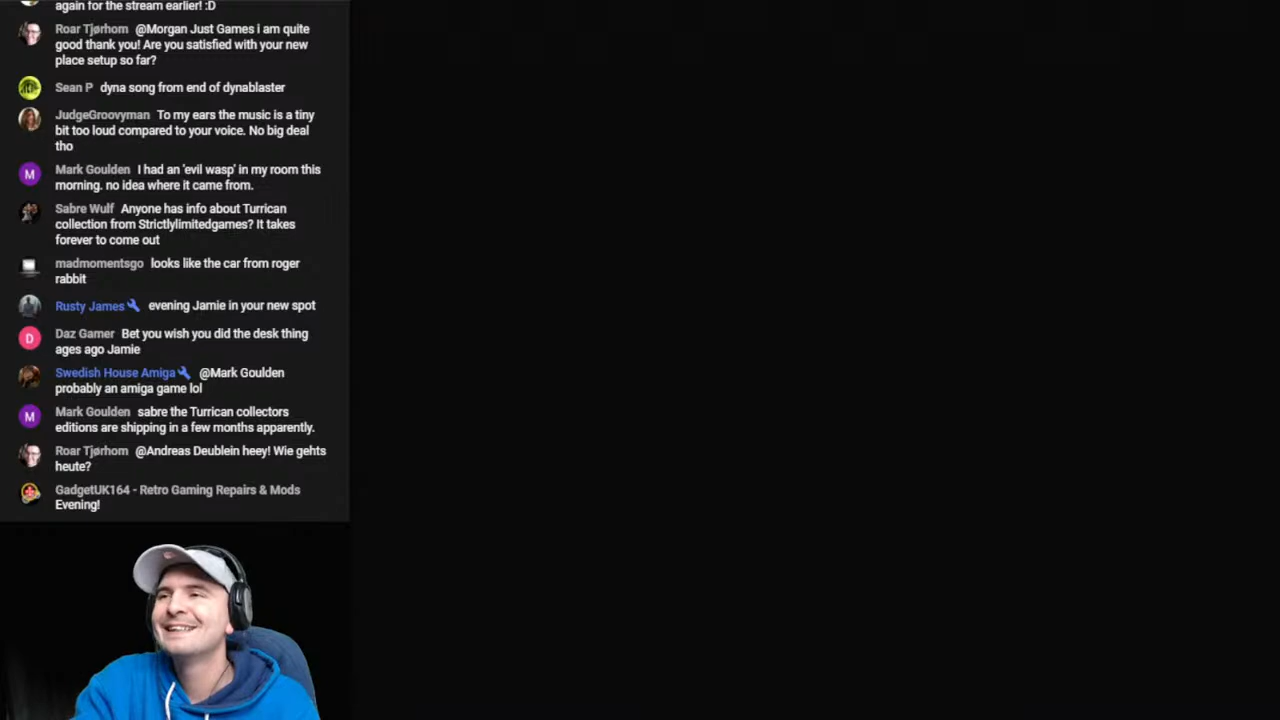 again for the stream earlier! :D
Roar Tjørhom @Morgan Just Games i am quite
good thank you! Are you satisfied with your new
place setup so far?
Sean P dyna song from end of dynablaster
JudgeGroovyman To my ears the music is a tiny
bit too loud compared to your voice. No big deal
tho
M Mark Goulden I had an 'evil wasp' in my room this
morning. no idea where it came from.
Sabre Wulf Anyone has info about Turrican
collection from Strictlylimitedgames? It takes
forever to come out
madmomentsgo looks like the car from roger
rabbit
Rusty James evening Jamie in your new spot
D Daz Gamer Bet you wish you did the desk thing
ages ago Jamie
Swedish House Amiga @Mark Goulden
probably an amiga game lol
M Mark Goulden sabre the Turrican collectors
editions are shipping in a few months apparently.
Roar Tjørhom @Andreas Deublein heey! Wie gehts
heute?
GadgetUK164 - Retro Gaming Repairs & Mods
Evening!